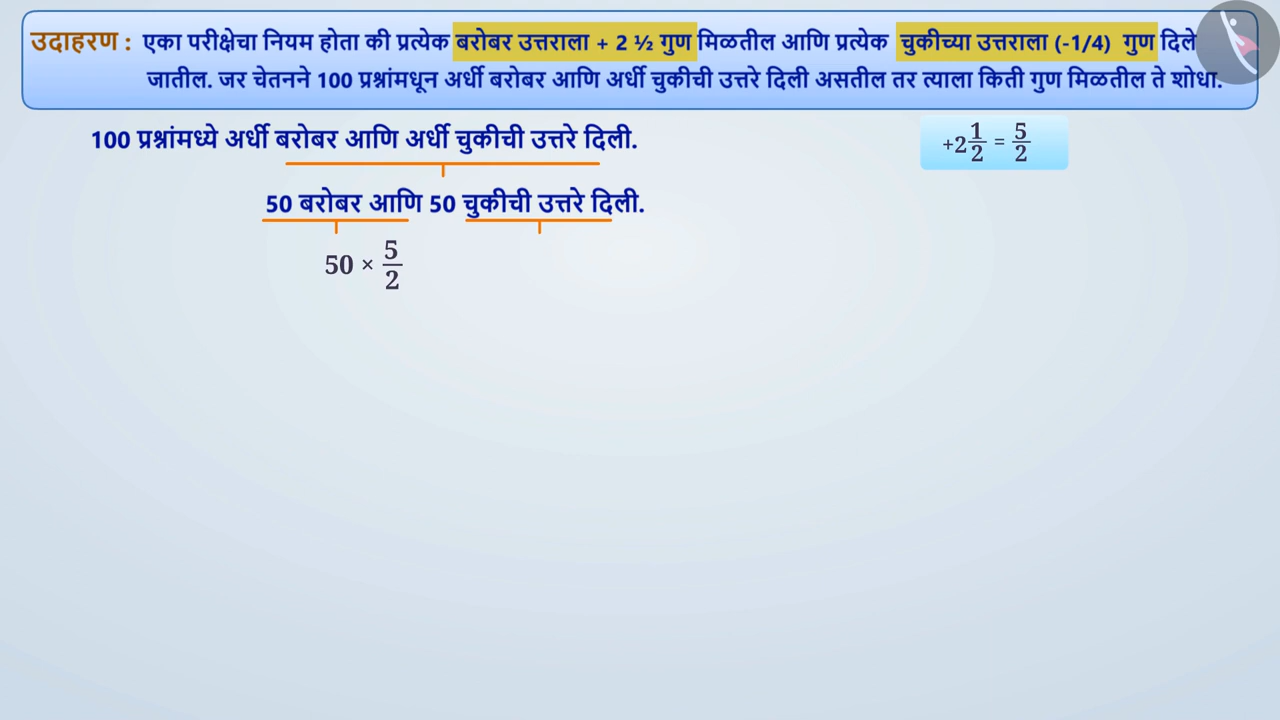 उदाहरण : एका परीक्षेचा नियम होता की प्रत्येक बरोबर उत्तराला + 2 ½ गुण मिळतील आणि प्रत्येक चुकीच्या उत्तराला (-1/4) गुण दिले
जातील. जर चेतनने 100 प्रश्नांमधून अर्धी बरोबर आणि अर्धी चुकीची उत्तरे दिली असतील तर त्याला किती गुण मिळतील ते शोधा.
100 प्रश्नांमध्ये अर्धी बरोबर आणि अर्धी चुकीची उत्तरे दिली.
+2 1/2 = 5/2
50 बरोबर आणि 50 चुकीची उत्तरे दिली.
50 × 5/2